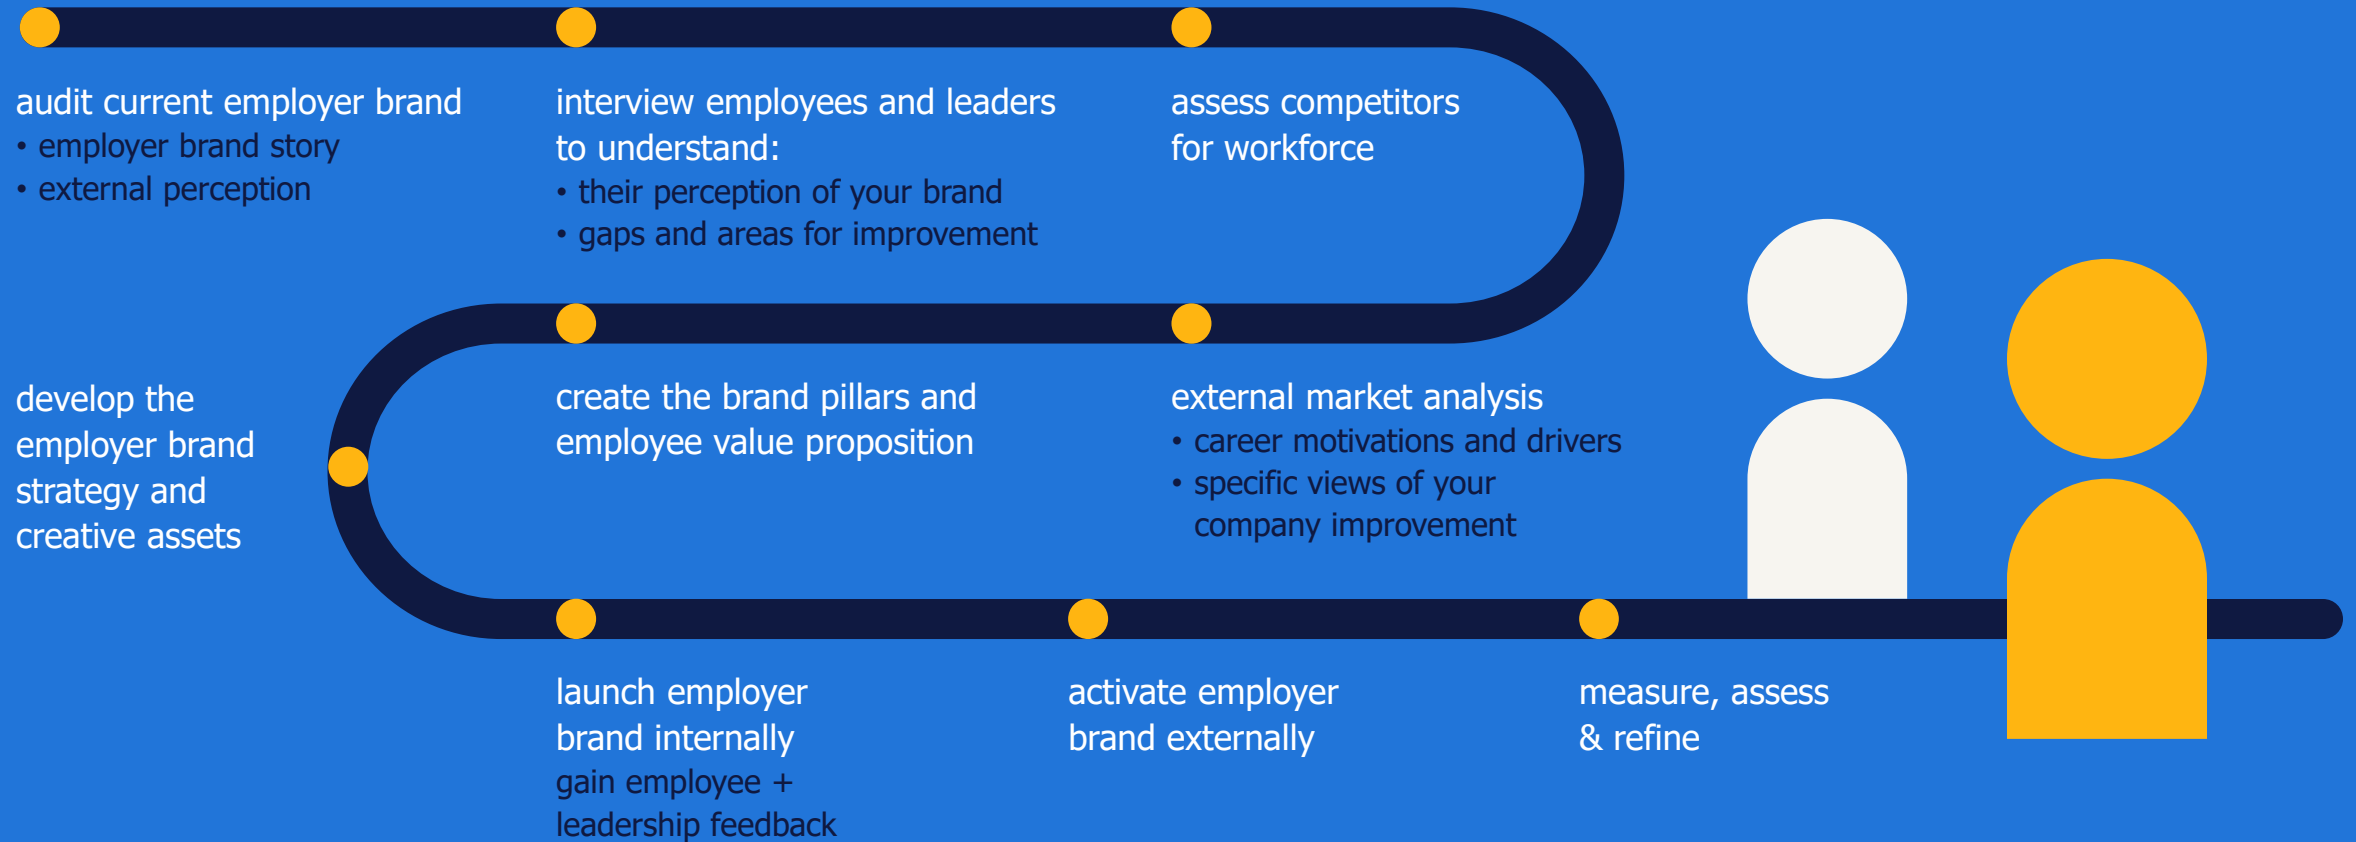 audit current employer brand
• employer brand story
• external perception
interview employees and leaders
to understand:
• their perception of your brand
• gaps and areas for improvement
assess competitors
for workforce
external market analysis
• career motivations and drivers
• specific views of your
company improvement
create the brand pillars and
employee value proposition
develop the
employer brand
strategy and
creative assets
launch employer
brand internally
gain employee +
leadership feedback
activate employer
brand externally
measure, assess
& refine